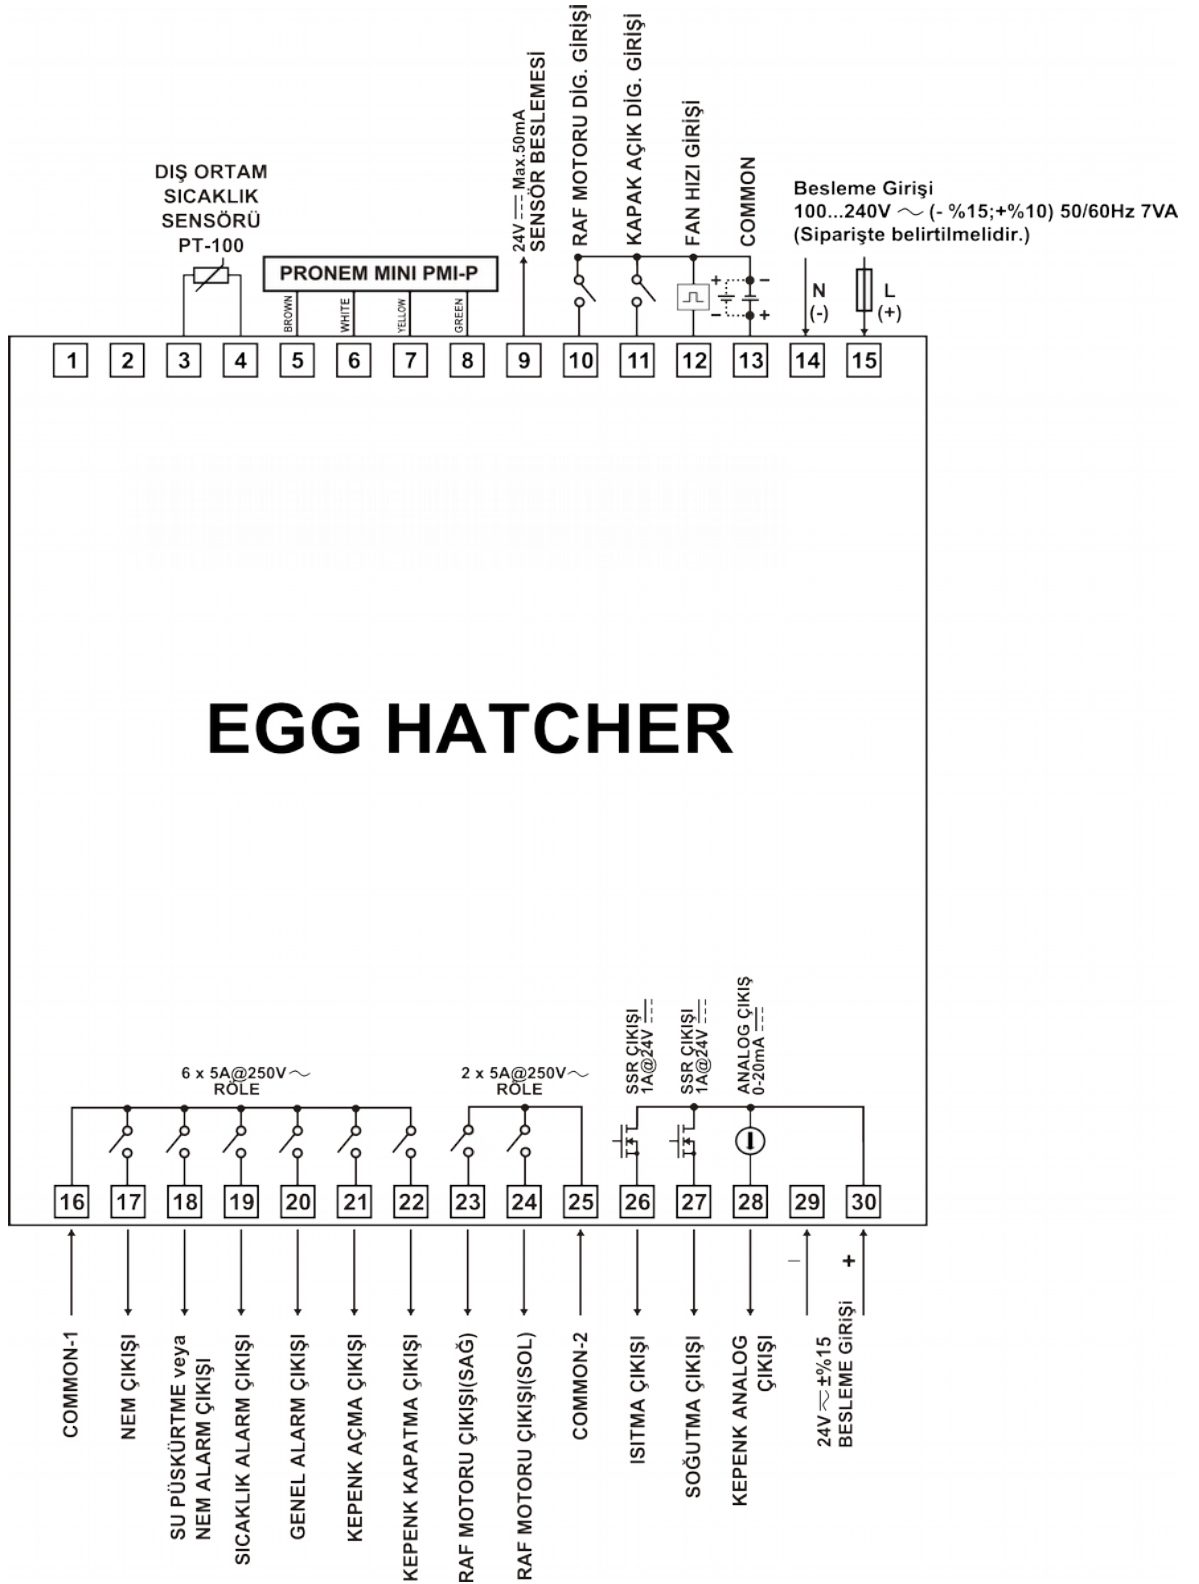 DIŞ ORTAM
SICAKLIK
SENSÖRÜ
PT-100
PRONEM MINI PMI-P
BROWN
WHITE
YELLOW
GREEN
24V Max.50mA
SENSÖR BESLEMESİ
RAF MOTORU DİG. GİRİŞİ
KAPAK AÇIK DİG. GİRİŞİ
FAN HIZI GİRİŞİ
COMMON
+ –
– +
Besleme Girişi
100...240V ~ (- %15;+%10) 50/60Hz 7VA
(Siparişte belirtilmelidir.)
N
(-)
L
(+)
1 2 3 4 5 6 7 8 9 10 11 12 13 14 15
EGG HATCHER
6 x 5A@250V ~
RÖLE
2 x 5A@250V ~
RÖLE
SSR ÇIKIŞI
1A@24V
SSR ÇIKIŞI
1A@24V
ANALOG ÇIKIŞ
0-20mA
16 17 18 19 20 21 22 23 24 25 26 27 28 29 30
– +
COMMON-1
NEM ÇIKIŞI
SU PÜSKÜRTME veya
NEM ALARM ÇIKIŞI
SICAKLIK ALARM ÇIKIŞI
GENEL ALARM ÇIKIŞI
KEPENK AÇMA ÇIKIŞI
KEPENK KAPATMA ÇIKIŞI
RAF MOTORU ÇIKIŞI(SAĞ)
RAF MOTORU ÇIKIŞI(SOL)
COMMON-2
ISITMA ÇIKIŞI
SOĞUTMA ÇIKIŞI
KEPENK ANALOG
ÇIKIŞI
24V ±%15
BESLEME GİRİŞİ